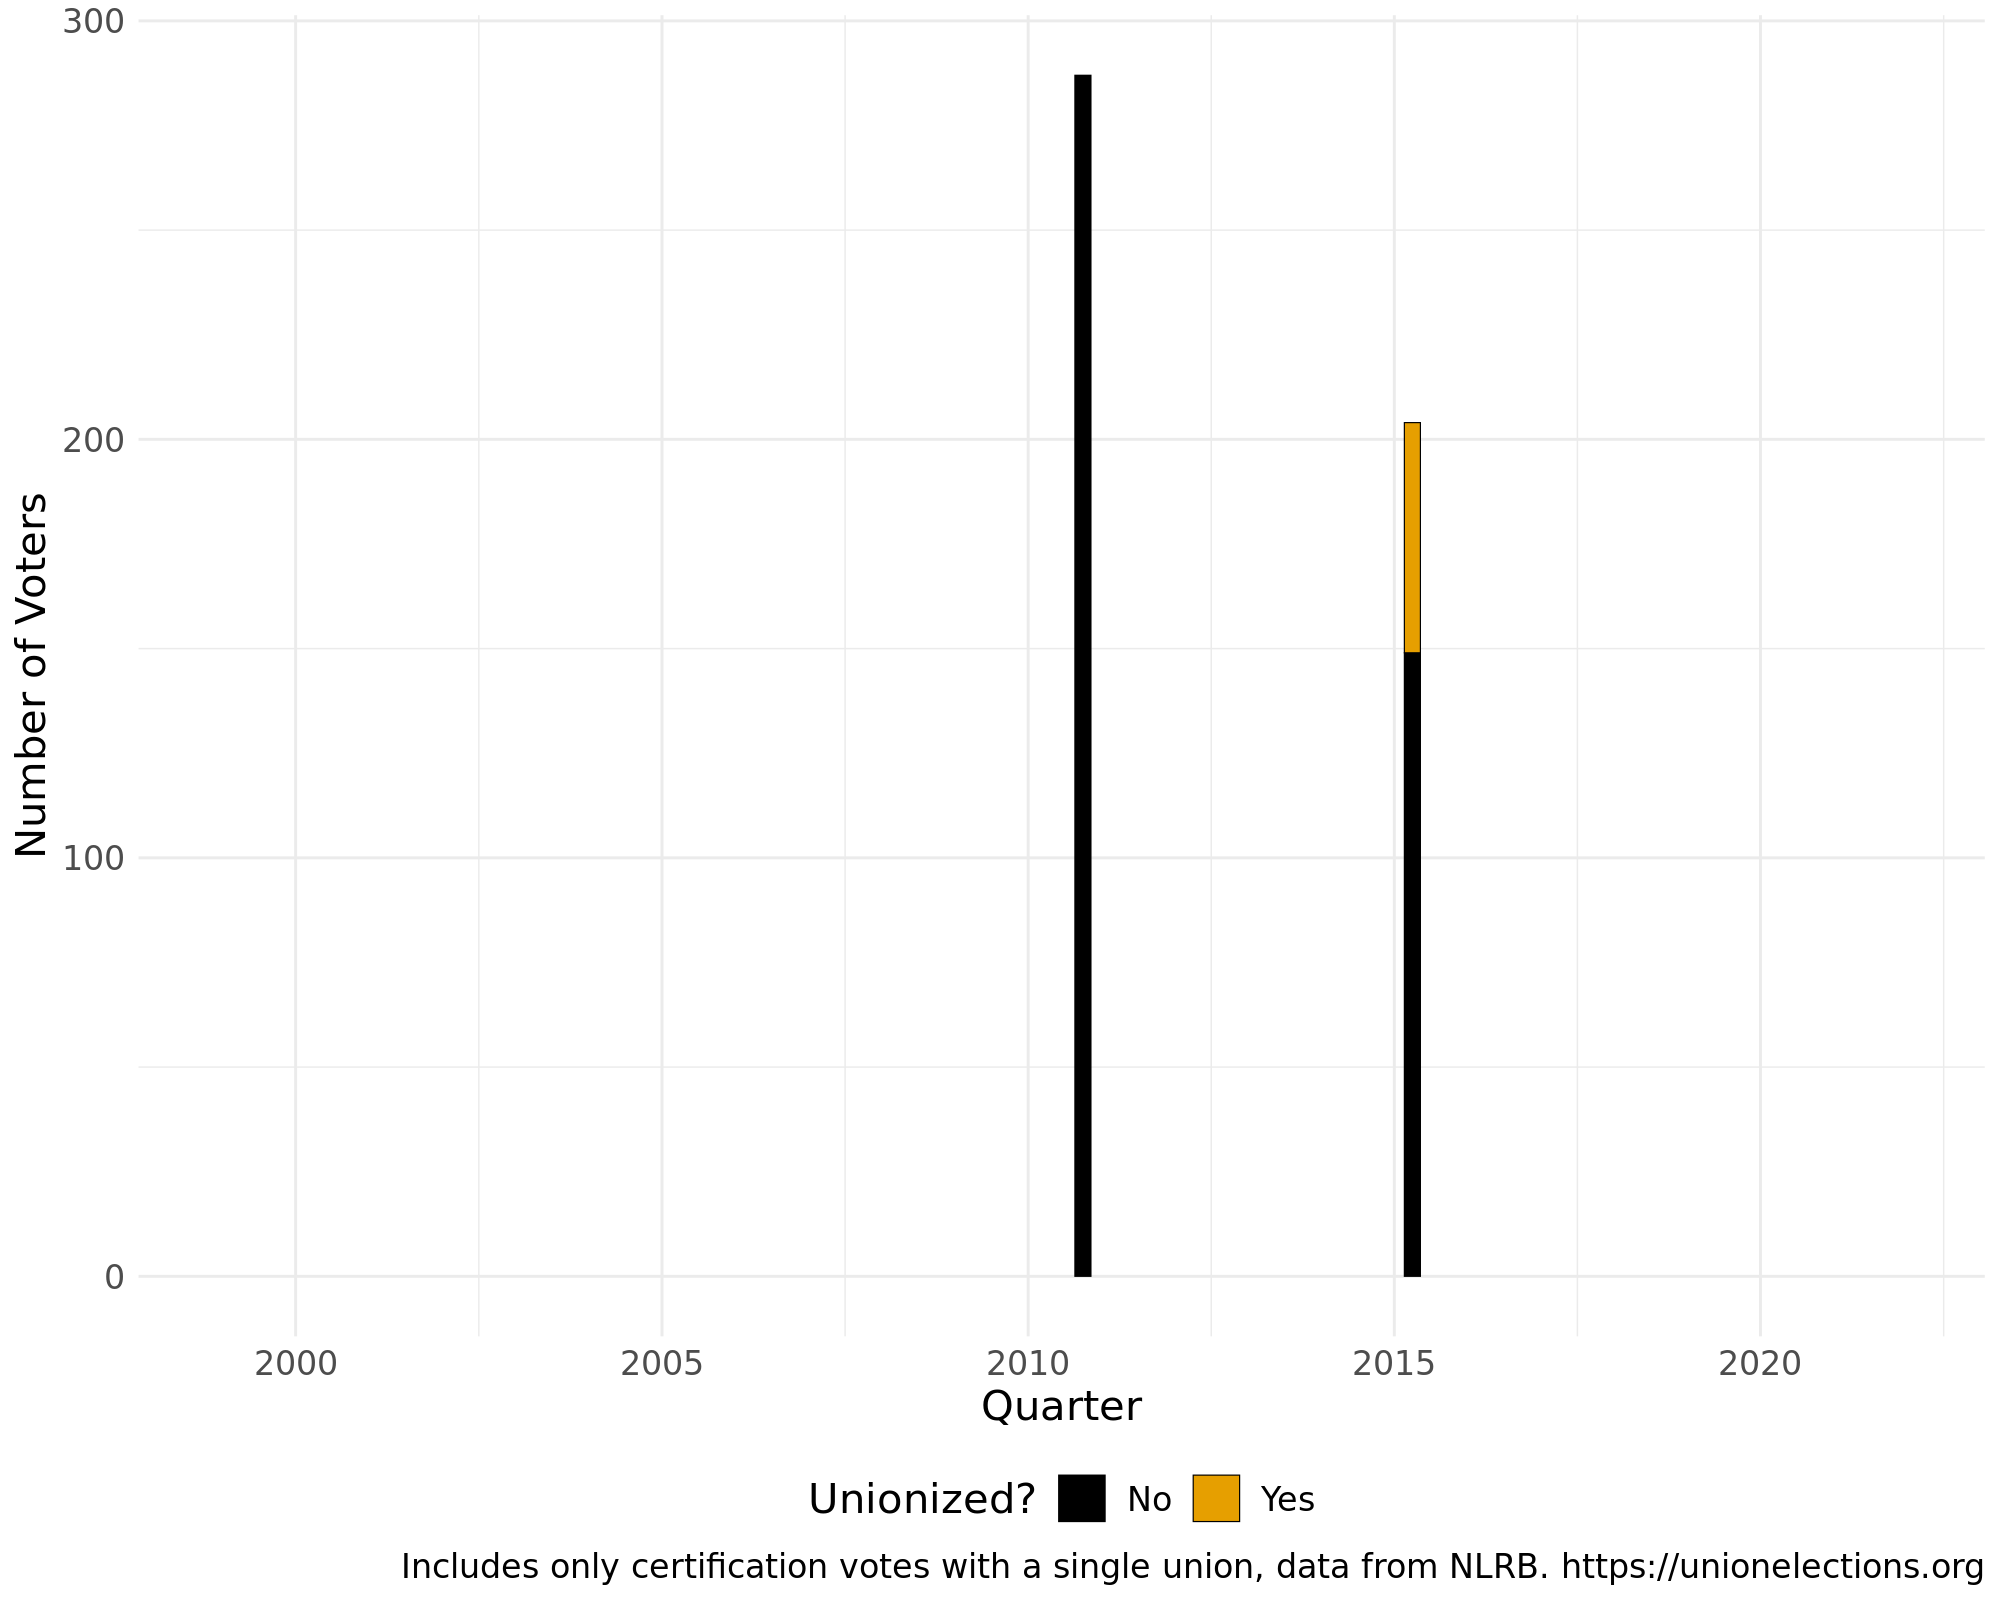 300
200
100
0
Number of Voters
2000 2005 2010 2015 2020
Quarter
Unionized? No Yes
Includes only certification votes with a single union, data from NLRB. https://unionelections.org